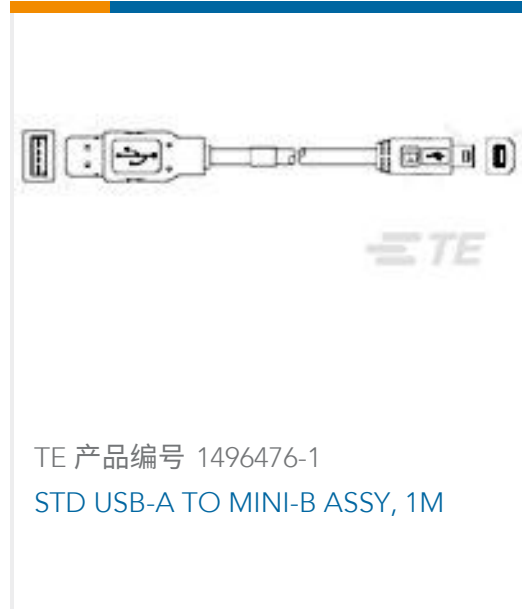 TE
TE 产品编号 1496476-1
STD USB-A TO MINI-B ASSY, 1M